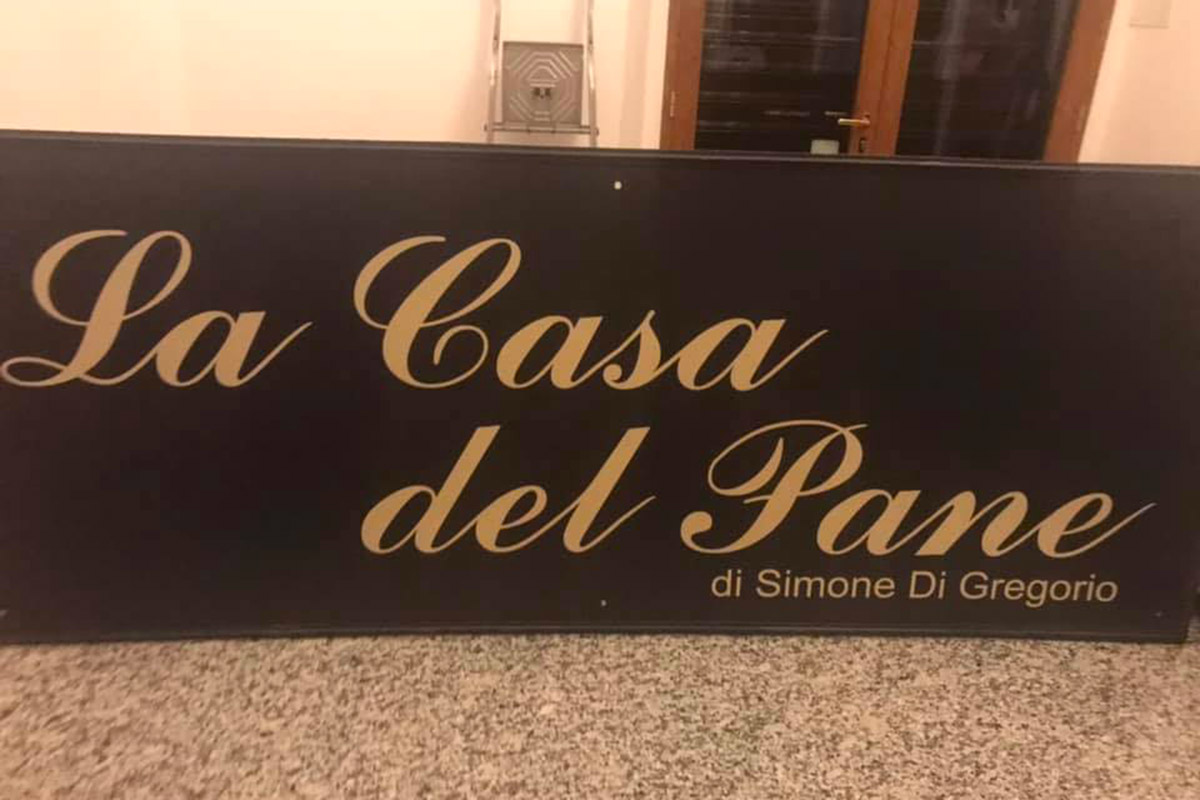 La Casa
del Pane
di Simone Di Gregorio